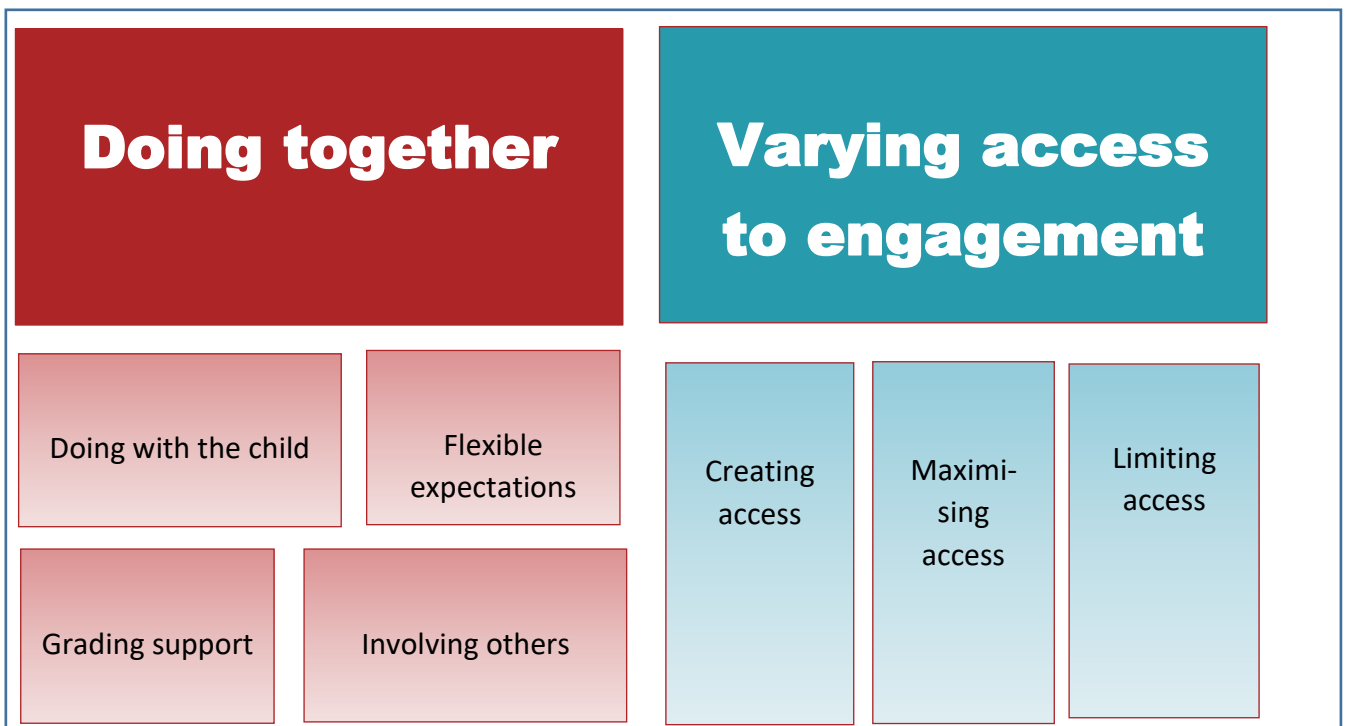 Doing together
Varying access
to engagement
Doing with the child
Flexible
expectations
Grading support
Involving others
Creating
access
Maximi-
sing
access
Limiting
access